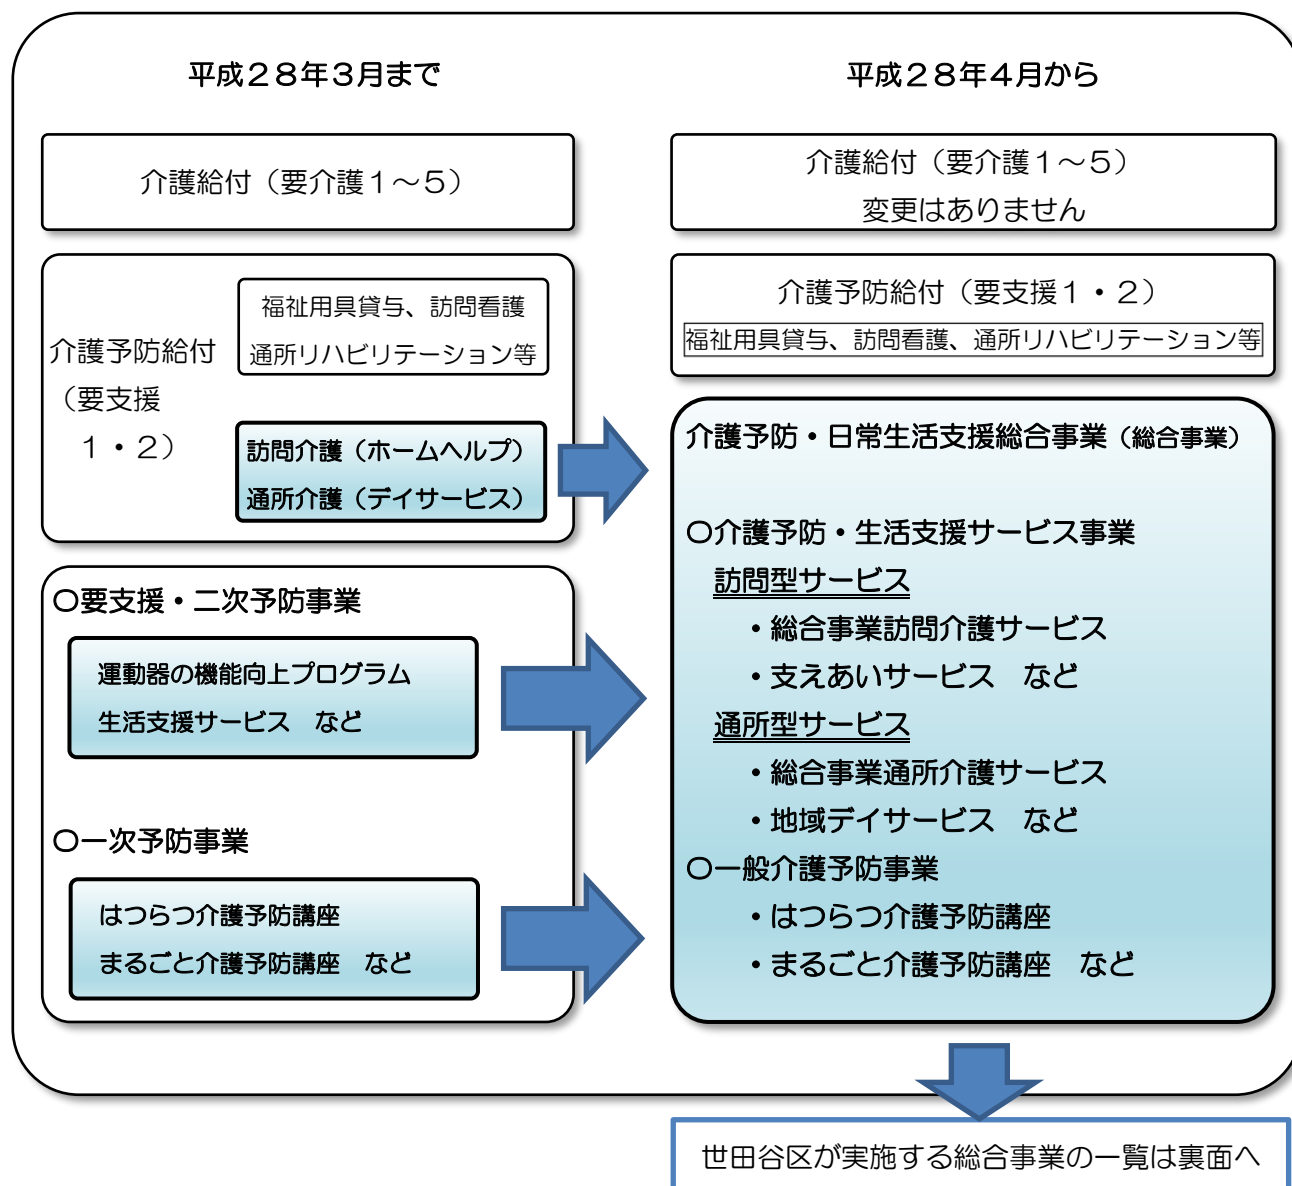 平成２８年３月まで
介護給付（要介護１～５）
介護予防給付
（要支援
１・２）
福祉用具貸与、訪問看護
通所リハビリテーション等
訪問介護（ホームヘルプ）
通所介護（デイサービス）
○要支援・二次予防事業
運動器の機能向上プログラム
生活支援サービス　など
○一次予防事業
はつらつ介護予防講座
まるごと介護予防講座　など
平成２８年４月から
介護給付（要介護１～５）
変更はありません
介護予防給付（要支援１・２）
福祉用具貸与、訪問看護、通所リハビリテーション等
介護予防・日常生活支援総合事業（総合事業）
○介護予防・生活支援サービス事業
訪問型サービス
・総合事業訪問介護サービス
・支えあいサービス　など
通所型サービス
・総合事業通所介護サービス
・地域デイサービス　など
○一般介護予防事業
・はつらつ介護予防講座
・まるごと介護予防講座　など
世田谷区が実施する総合事業の一覧は裏面へ